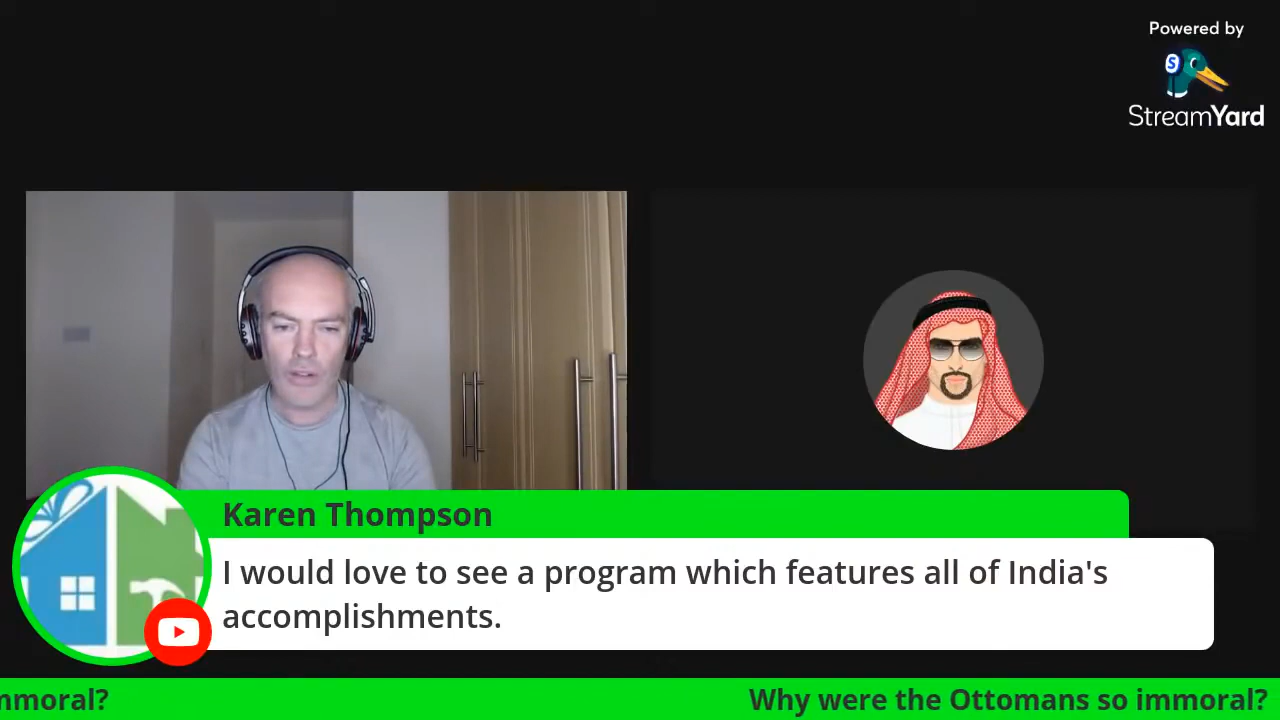 Powered by
S
StreamYard
Karen Thompson
I would love to see a program which features all of India's
accomplishments.
mmoral? Why were the Ottomans so immoral?